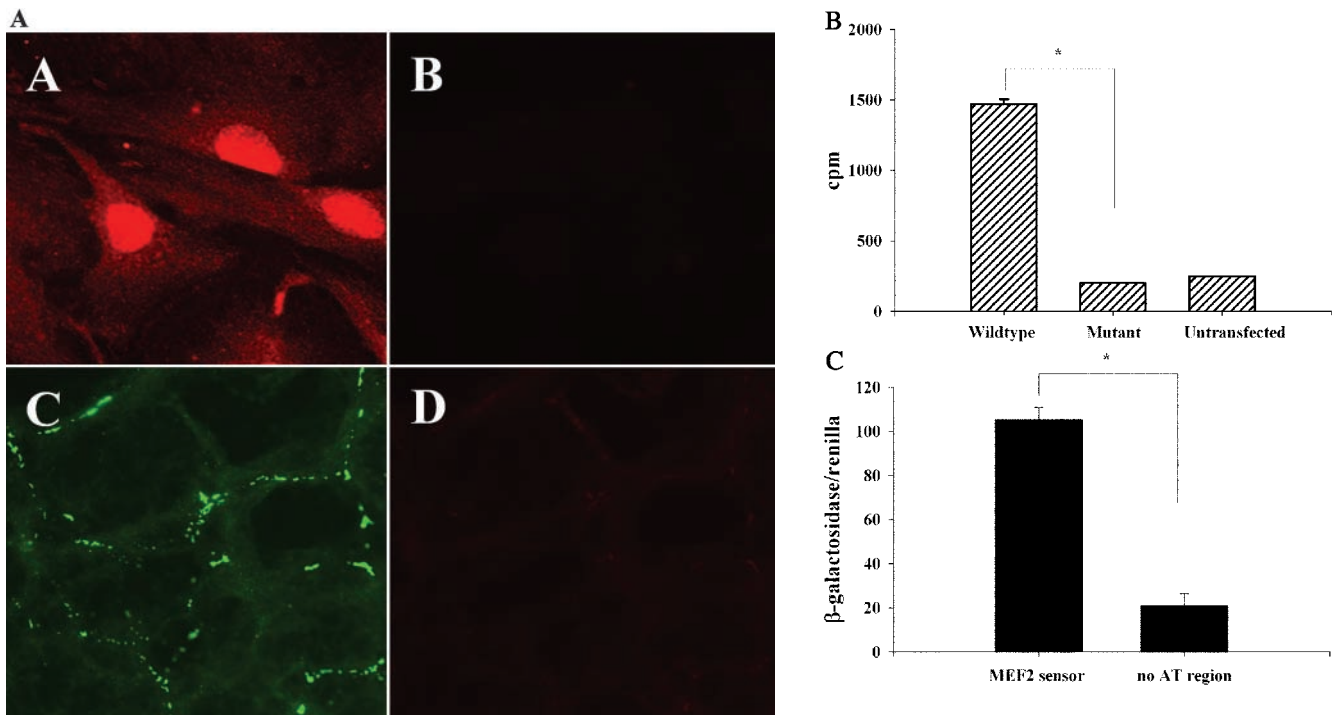 A
A
B
C
D
B
2000
1500
1000
500
0
cpm
*
Wildtype Mutant Untransfected
C
120
100
80
60
40
20
0
β-galactosidase/renilla
*
MEF2 sensor no AT region